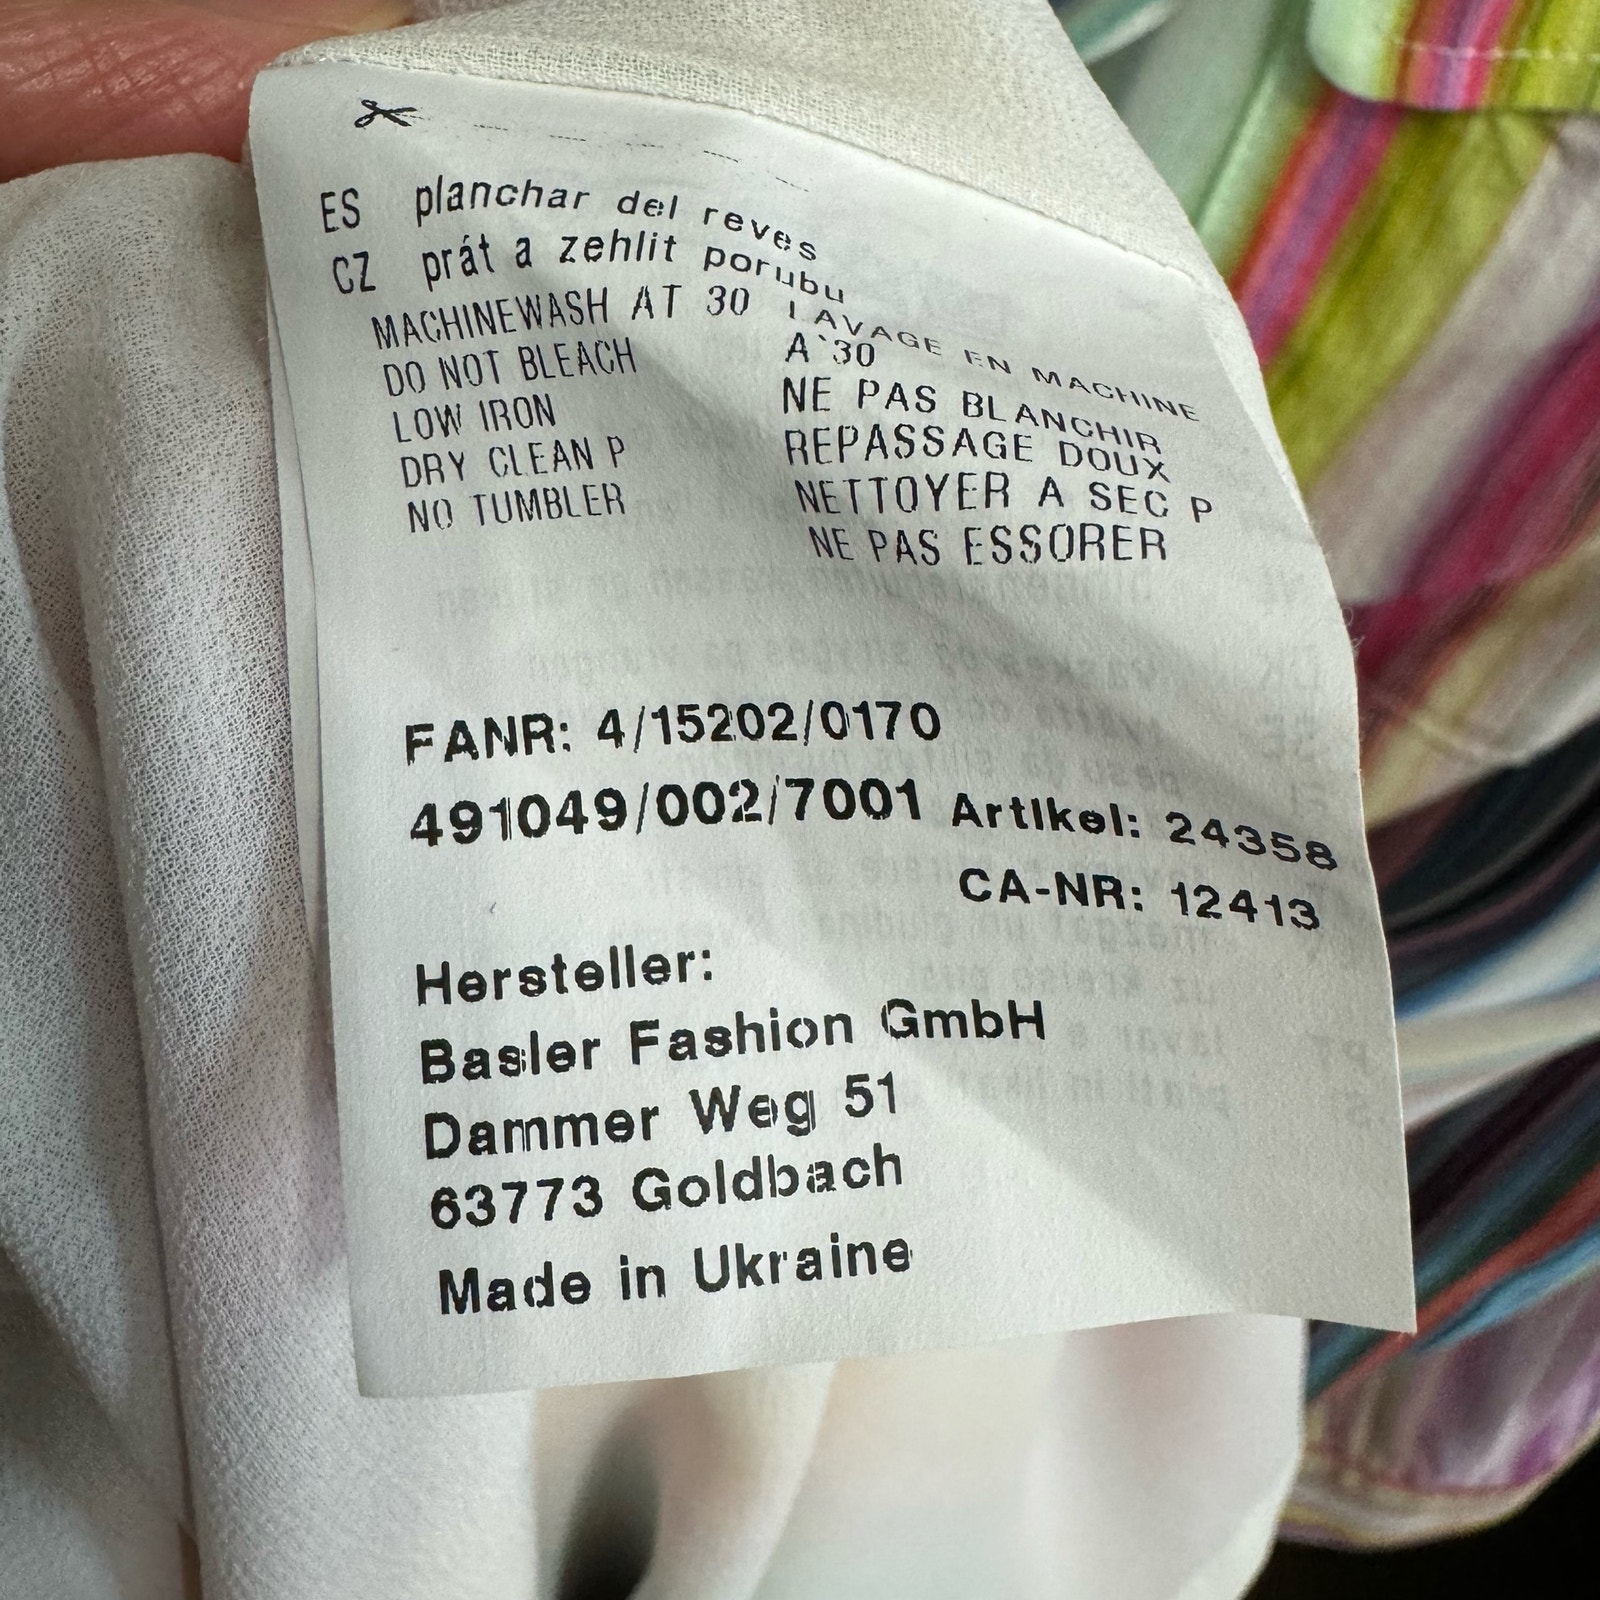 ES planchar del reves
CZ prát a zehlit porubu
MACHINEWASH AT 30
DO NOT BLEACH
LOW IRON
DRY CLEAN P
NO TUMBLER
LAVAGE EN MACHINE
A`30
NE PAS BLANCHIR
REPASSAGE DOUX
NETTOYER A SEC P
NE PAS ESSORER
FANR: 4/15202/0170
491049/002/7001 Artikel: 24358
CA-NR: 12413
Hersteller:
Basler Fashion GmbH
Dammer Weg 51
63773 Goldbach
Made in Ukraine